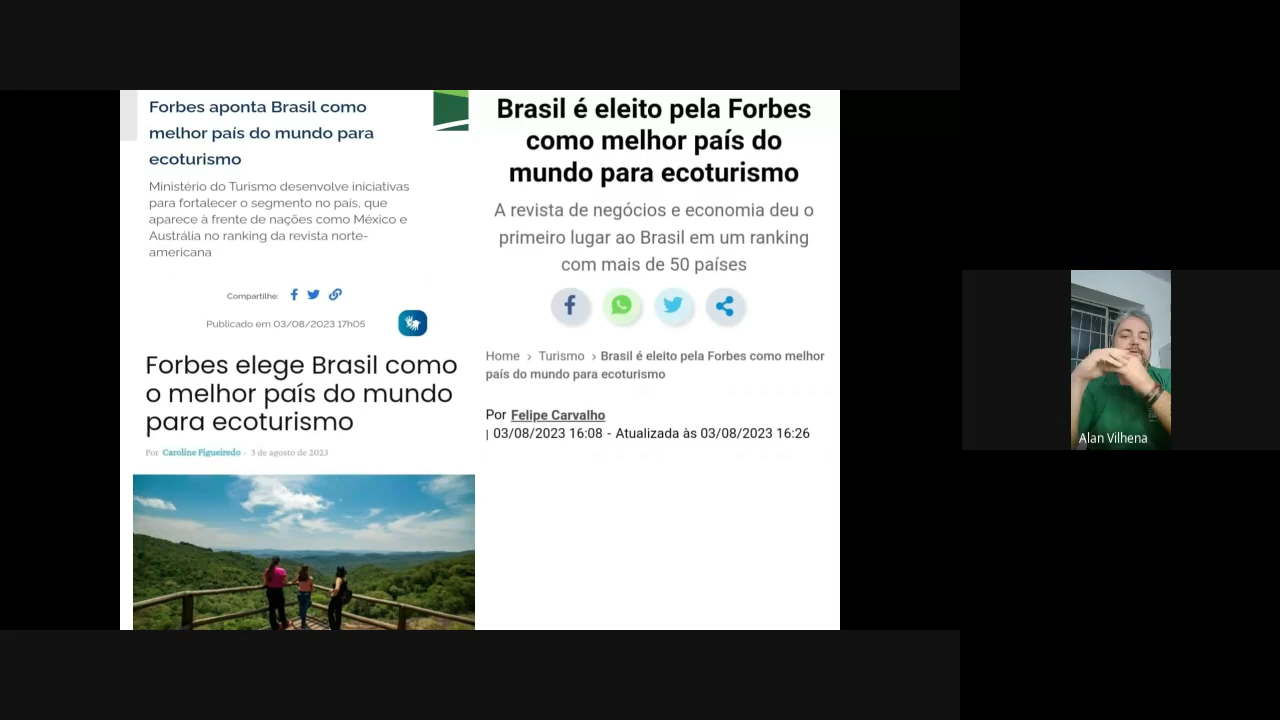 Forbes aponta Brasil como
melhor país do mundo para
ecoturismo
Ministério do Turismo desenvolve iniciativas
para fortalecer o segmento no país, que
aparece à frente de nações como México e
Austrália no ranking da revista norte-
americana
Compartilhe:
Publicado em 03/08/2023 17h05
Forbes elege Brasil como
o melhor país do mundo
para ecoturismo
Por Caroline Figueiredo - 3 de agosto de 2023
Brasil é eleito pela Forbes
como melhor país do
mundo para ecoturismo
A revista de negócios e economia deu o
primeiro lugar ao Brasil em um ranking
com mais de 50 países
Home > Turismo > Brasil é eleito pela Forbes como melhor
país do mundo para ecoturismo
Por Felipe Carvalho
| 03/08/2023 16:08 - Atualizada às 03/08/2023 16:26
Alan Vilhena